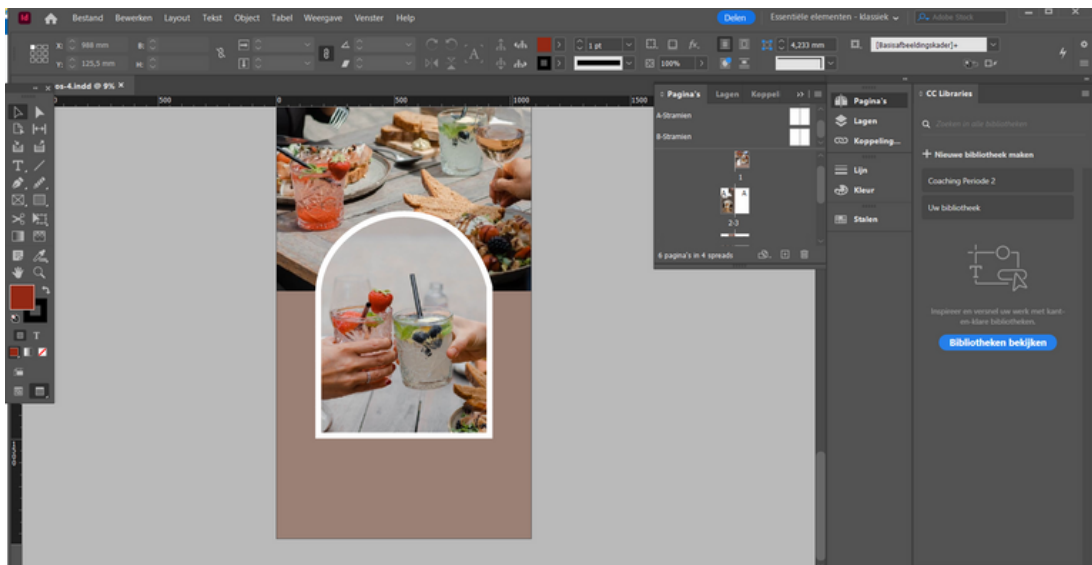 Id Bestand Bewerken Layout Tekst Object Tabel Weergave Venster Help Delen Essentiële elementen - klassiek Adobe Stock
X: 988 mm B: 1 pt 4,233 mm [Basisafbeeldingskader]+
Y: 125,5 mm H: 100%
os-4.indd @ 9% ×
500 0 500 1000 1500
Pagina's Lagen Koppel
A-Stramien
B-Stramien
1
A A
2-3
6 pagina's in 4 spreads
Pagina's
Lagen
Koppeling...
Lijn
Kleur
Stalen
CC Libraries
Zoeken in alle bibliotheken
Nieuwe bibliotheek maken
Coaching Periode 2
Uw bibliotheek
Inspireer en versnel uw werk met kant-
en-klare bibliotheken.
Bibliotheken bekijken